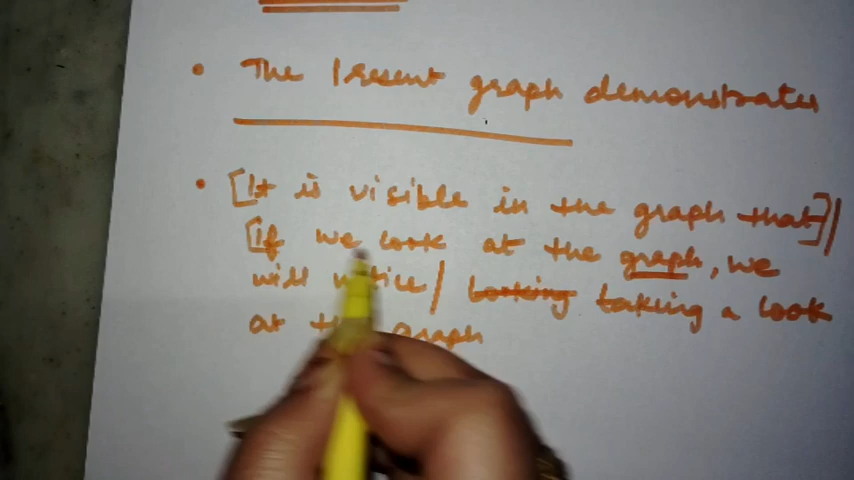 • The Present graph demonstrates
• [It is visible in the graph that]/
[If we look at the graph, we
will notice/ looking taking a look
at the graph